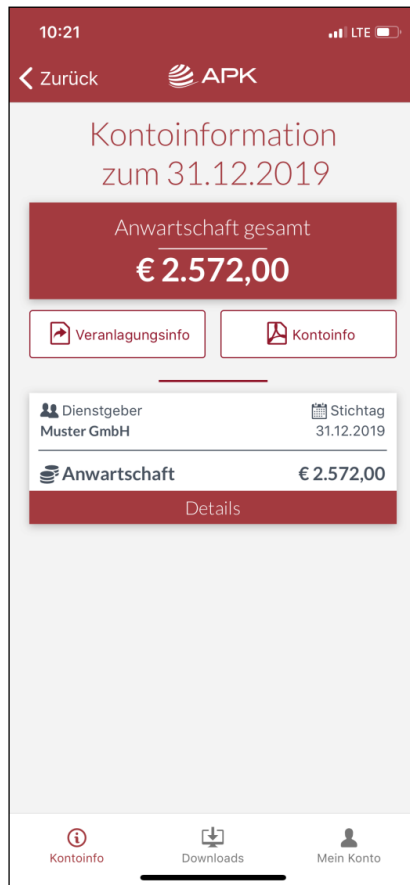 10:21 LTE
Zurück APK
Kontoinformation
zum 31.12.2019
Anwartschaft gesamt
€ 2.572,00
Veranlagungsinfo Kontoinfo
Dienstgeber Stichtag
Muster GmbH 31.12.2019
Anwartschaft € 2.572,00
Details
Kontoinfo Downloads Mein Konto